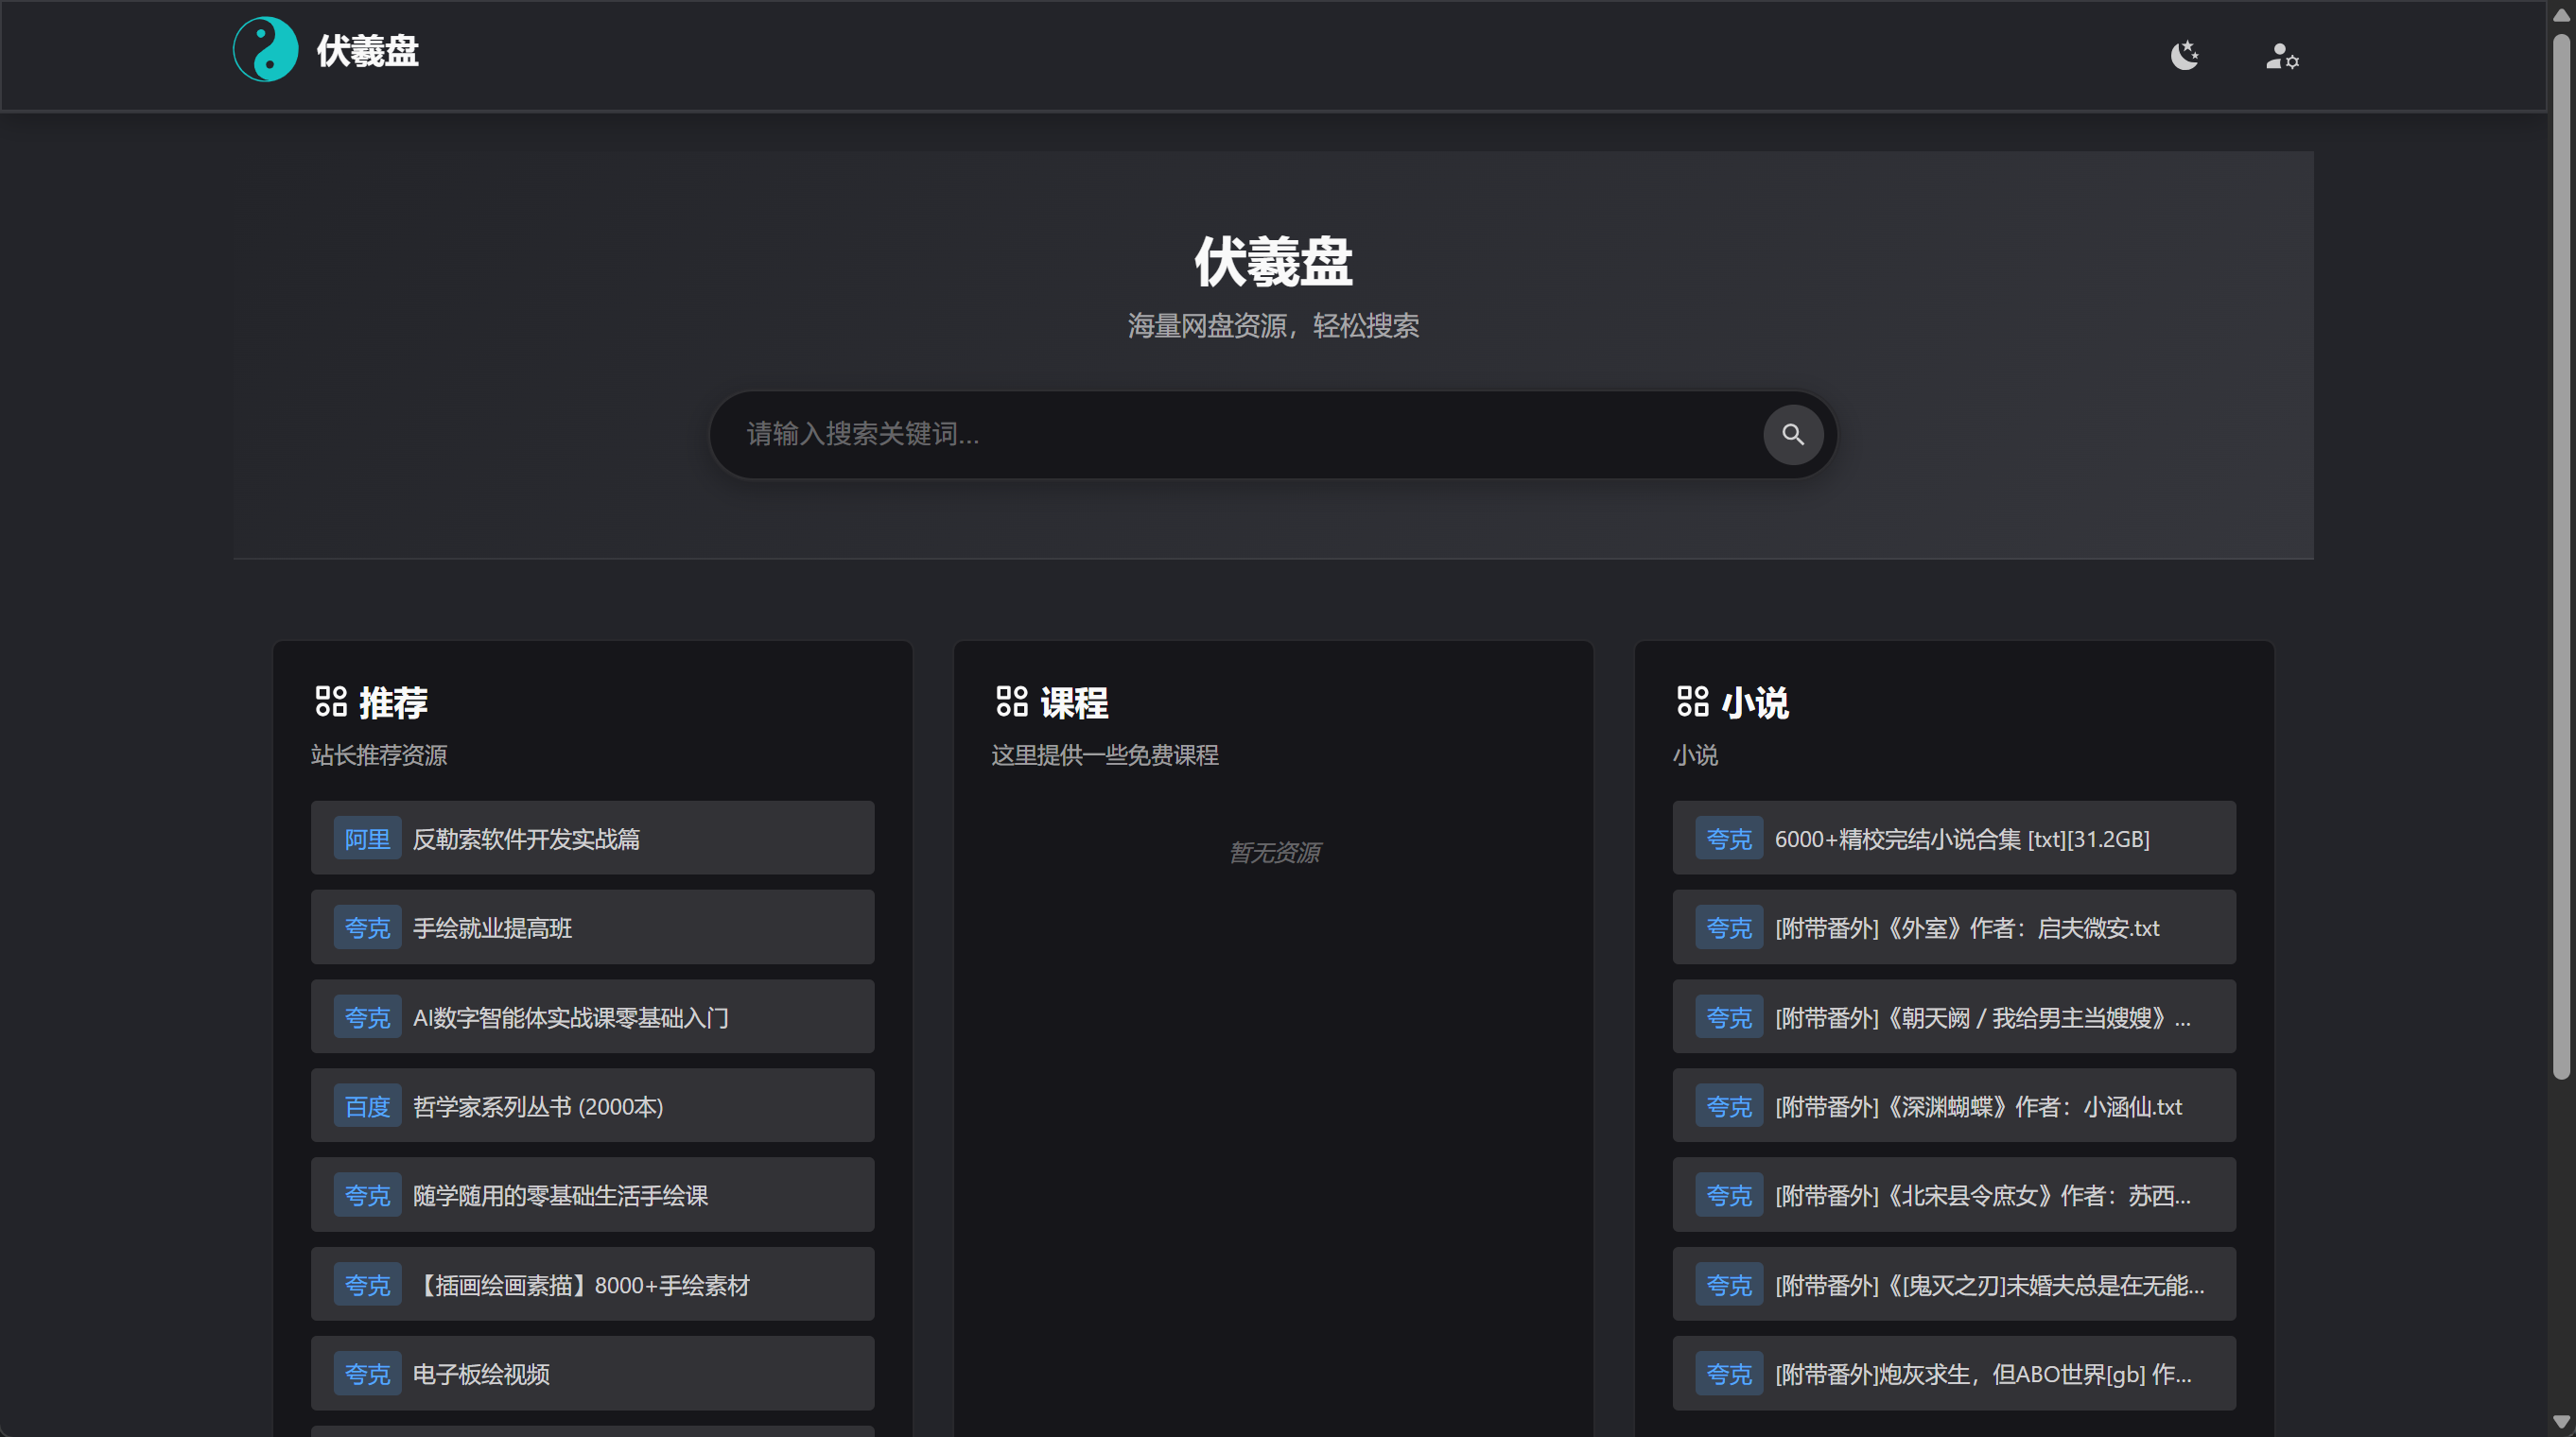 伏羲盘
伏羲盘
海量网盘资源，轻松搜索
请输入搜索关键词...
推荐
站长推荐资源
阿里 反勒索软件开发实战篇
夸克 手绘就业提高班
夸克 AI数字智能体实战课零基础入门
百度 哲学家系列丛书 (2000本)
夸克 随学随用的零基础生活手绘课
夸克 【插画绘画素描】8000+手绘素材
夸克 电子板绘视频
课程
这里提供一些免费课程
暂无资源
小说
小说
夸克 6000+精校完结小说合集 [txt][31.2GB]
夸克 [附带番外]《外室》作者：启夫微安.txt
夸克 [附带番外]《朝天阙 / 我给男主当嫂嫂》...
夸克 [附带番外]《深渊蝴蝶》作者：小涵仙.txt
夸克 [附带番外]《北宋县令庶女》作者：苏西...
夸克 [附带番外]《[鬼灭之刃]未婚夫总是在无能...
夸克 [附带番外]炮灰求生，但ABO世界[gb] 作...